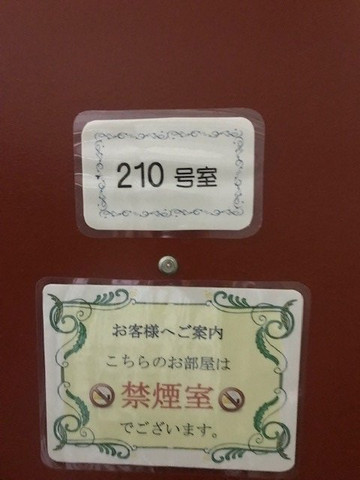 210 号室
お客様へご案内
こちらのお部屋は
禁煙室
でございます。